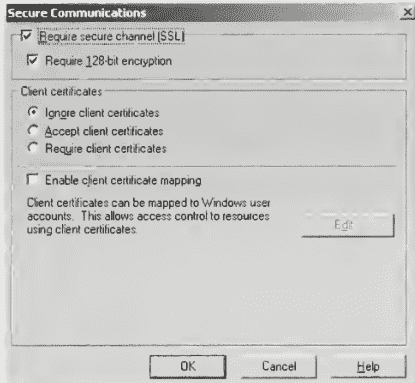 Secure Communications
Require secure channel (SSL)
Require 128-bit encryption
Client certificates
Ignore client certificates
Accept client certificates
Require client certificates
Enable client certificate mapping
Client certificates can be mapped to Windows user
accounts. This allows access control to resources
using client certificates.
Edit
OK
Cancel
Help